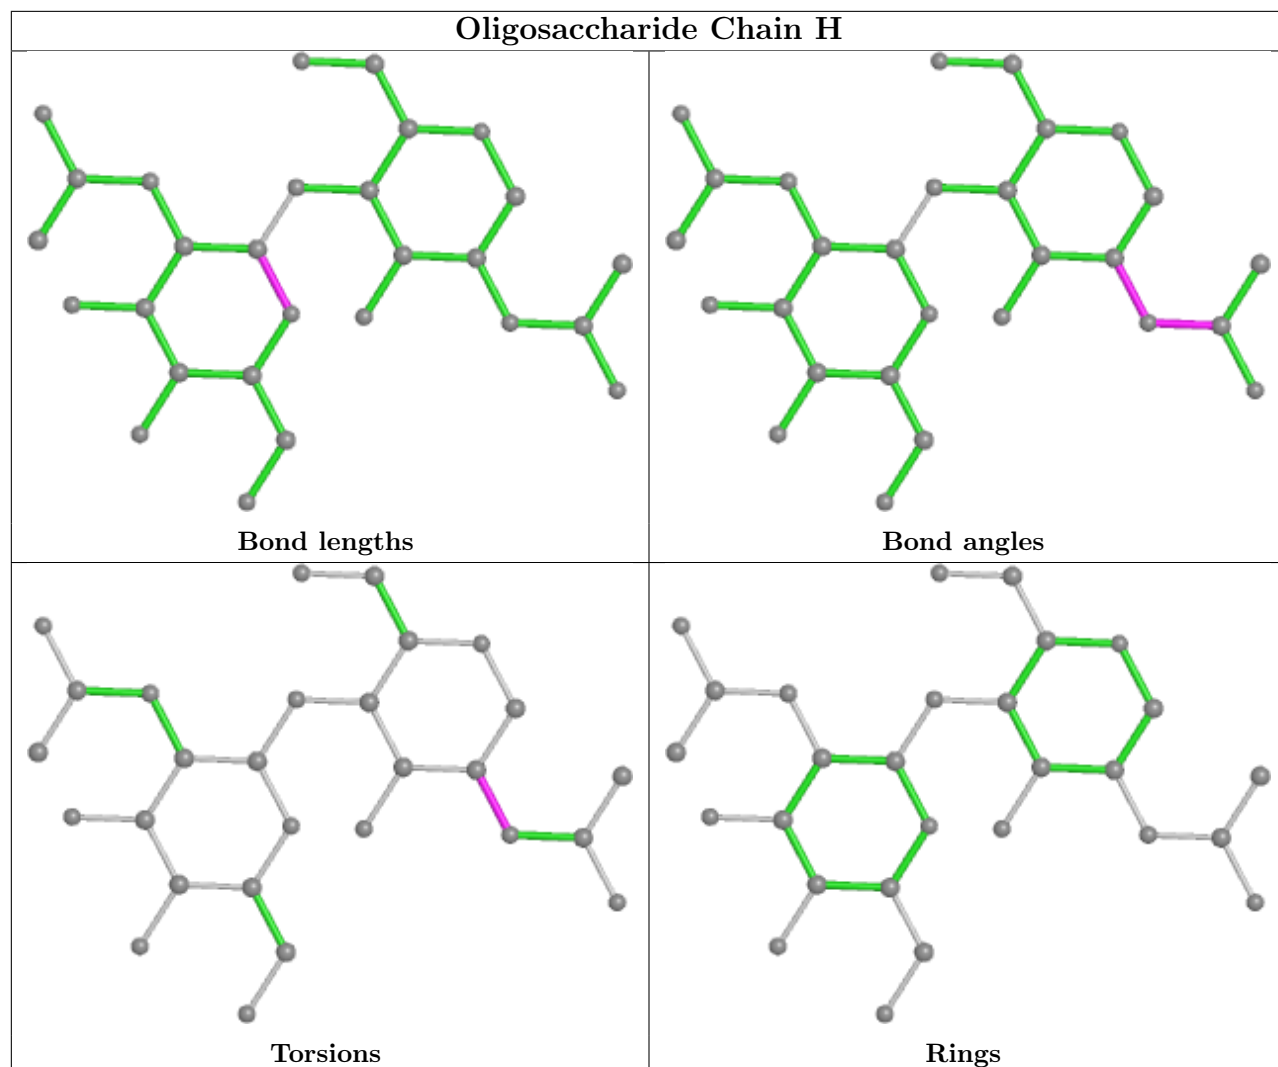 Oligosaccharide Chain H
Bond lengths
Bond angles
Torsions
Rings